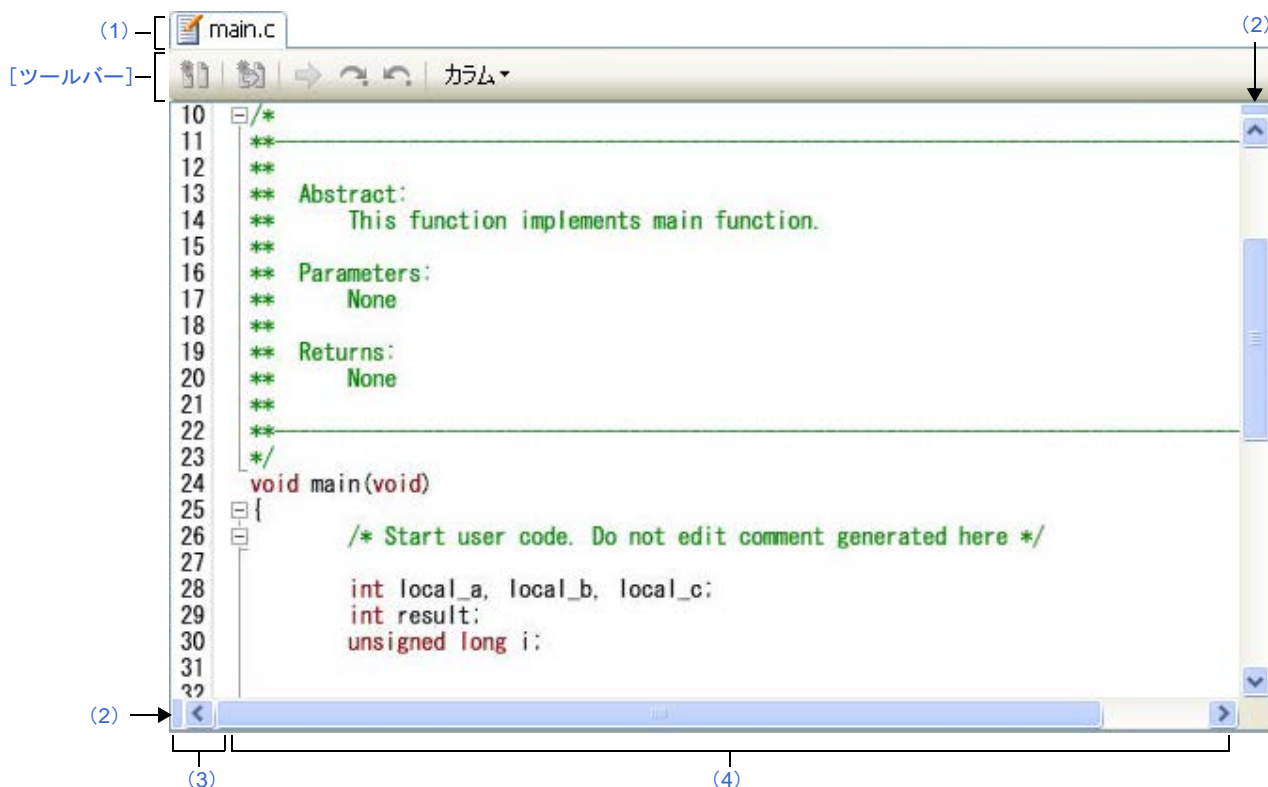 (1) main.c (2)
[ツールバー] カラム
10 /*
11 **
12 **
13 ** Abstract:
14 ** This function implements main function.
15 **
16 ** Parameters:
17 ** None
18 **
19 ** Returns:
20 ** None
21 **
22 **
23 */
24 void main(void)
25 {
26 /* Start user code. Do not edit comment generated here */
27
28 int local_a, local_b, local_c;
29 int result;
30 unsigned long i;
31
32
(2)
(3) (4)